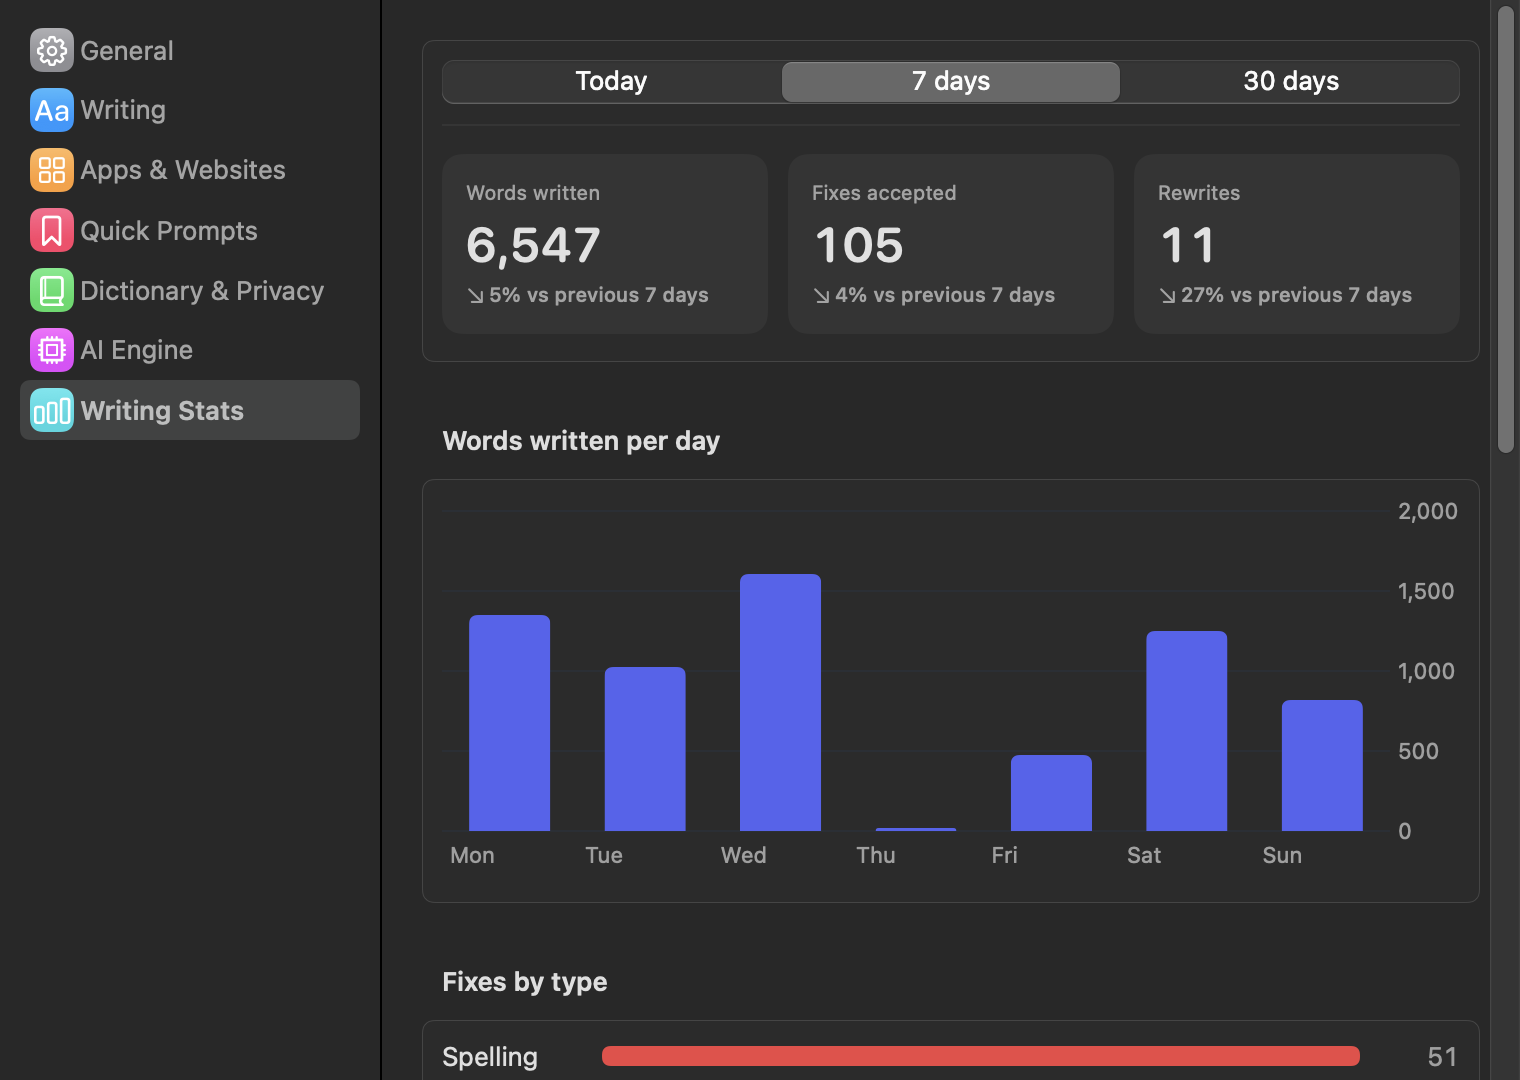 General
Aa Writing
Apps & Websites
Quick Prompts
Dictionary & Privacy
AI Engine
Writing Stats
Today 7 days 30 days
Words written
6,547
↘ 5% vs previous 7 days
Fixes accepted
105
↘ 4% vs previous 7 days
Rewrites
11
↘ 27% vs previous 7 days
Words written per day
2,000
1,500
1,000
500
0
Mon Tue Wed Thu Fri Sat Sun
Fixes by type
Spelling 51